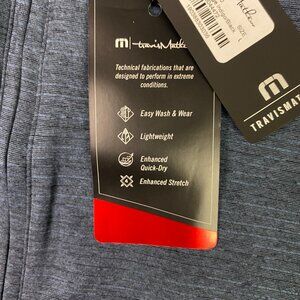 travisMathew
Technical fabrications that are
designed to perform in extreme
conditions.
Easy Wash & Wear
Lightweight
Enhanced
Quick-Dry
Enhanced Stretch
SIZE
L
TRAVISMAT